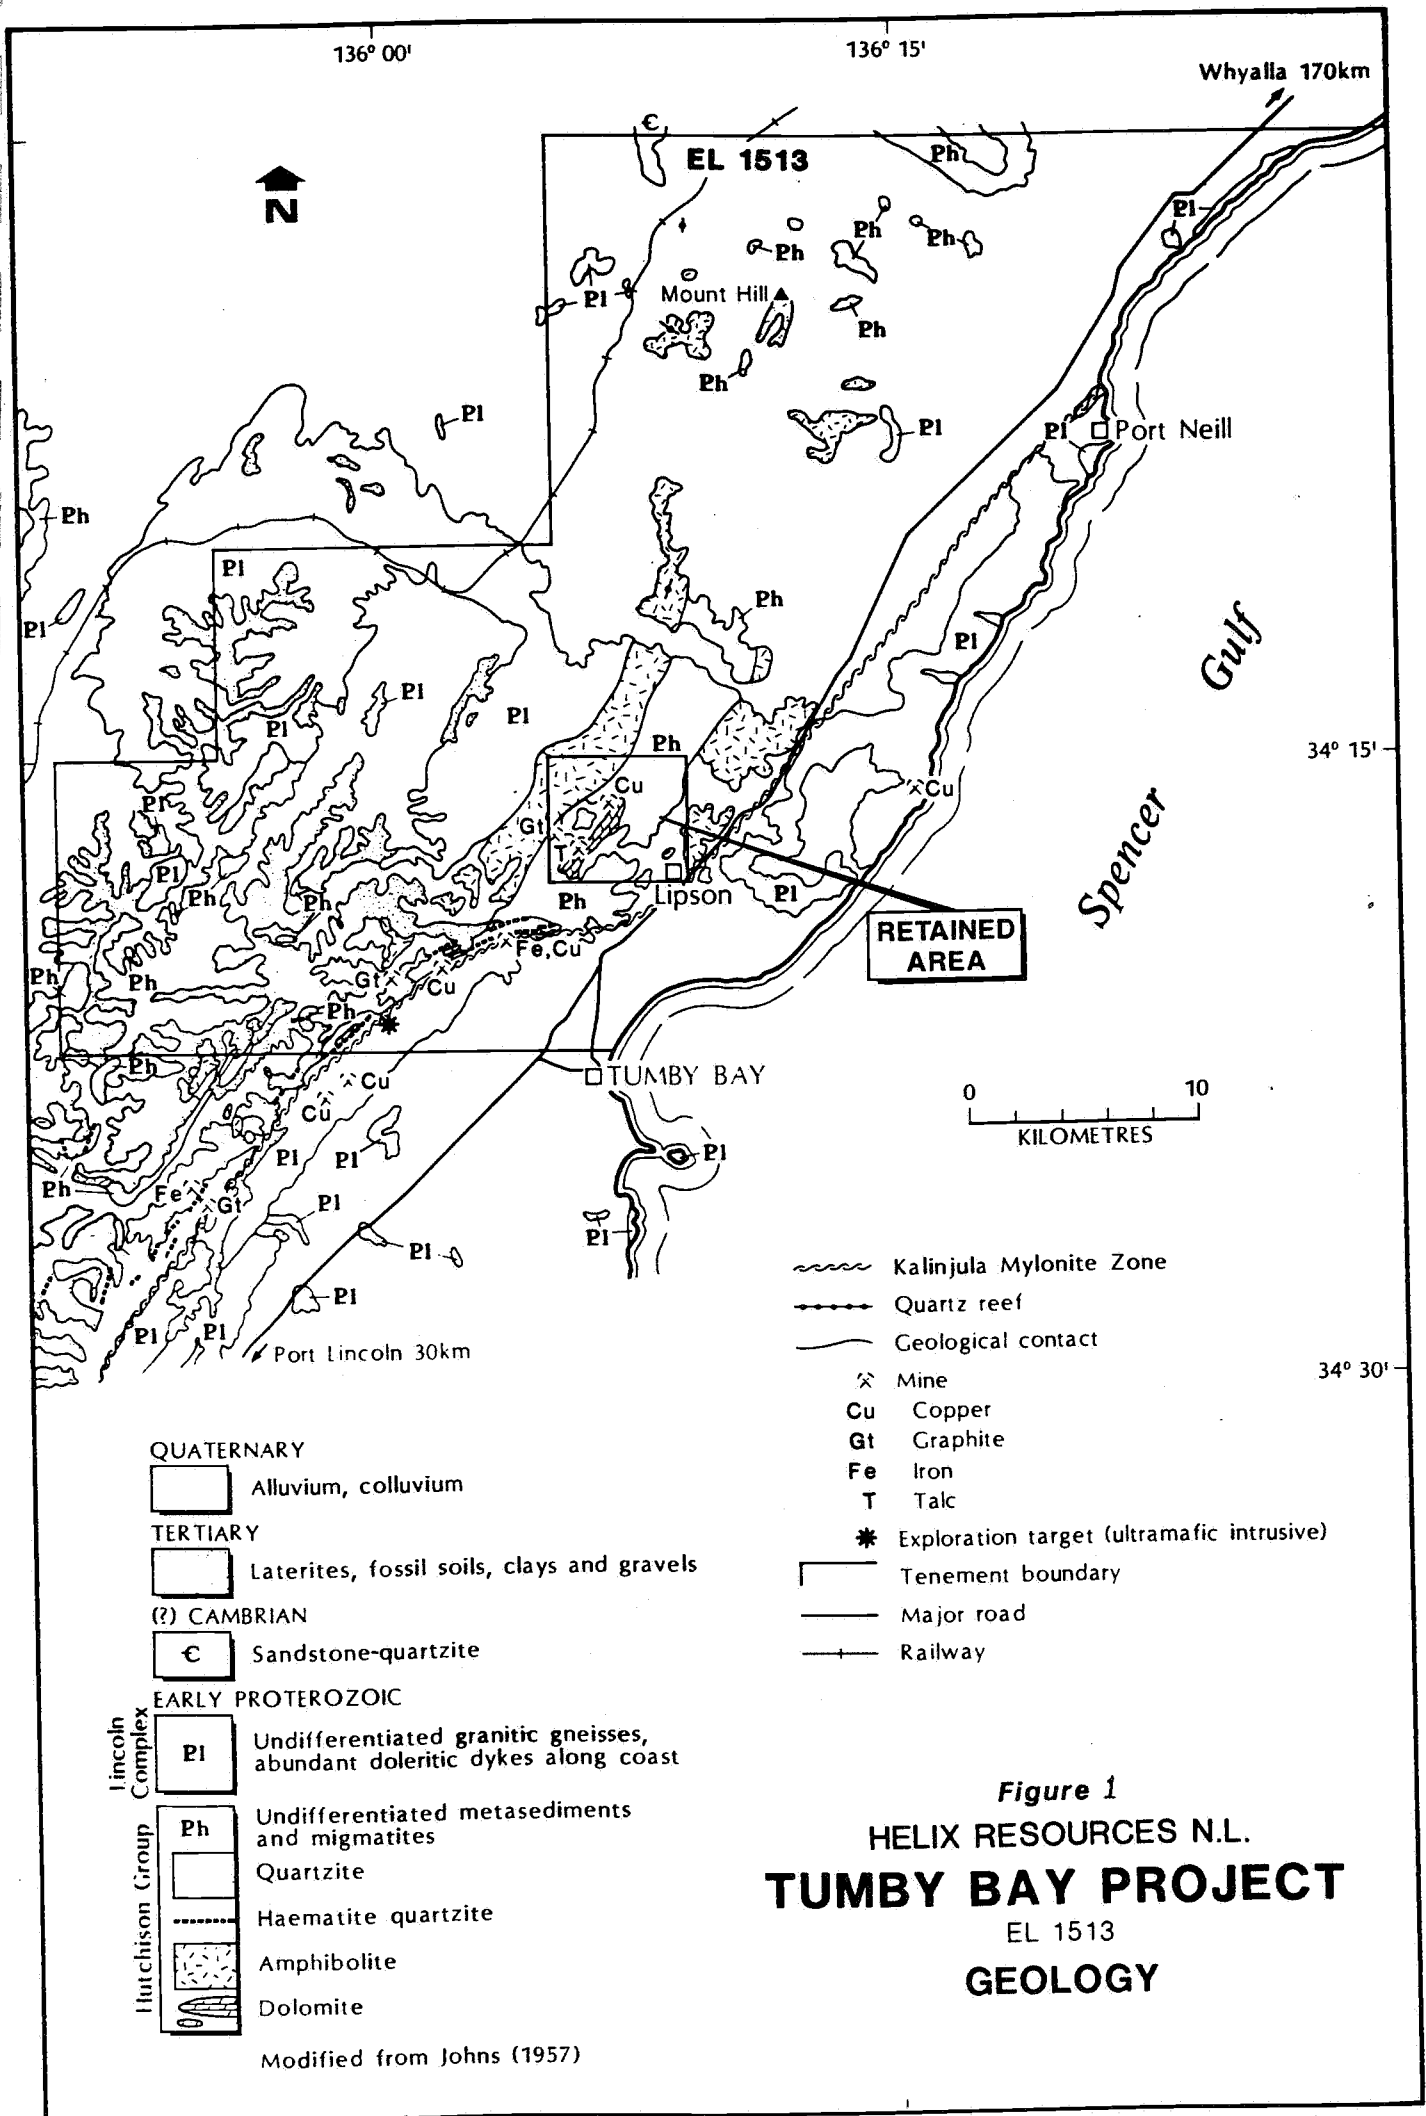 136° 00'
136° 15'
Whyalla 170km
Є
EL 1513
Ph
N
Pl
Ph
Ph
Ph
Pl
Mount Hill
Ph
Ph
Pl
Pl
Pl
Port Neill
Ph
Pl
Ph
Pl
Pl
Gulf
Pl
Pl
Pl
Ph
34° 15'
Cu
Cu
Spencer
Pl
Gt
T
Pl
Ph
Ph
Ph
Lipson
Pl
RETAINED
AREA
Fe,Cu
Ph
Ph
Gt
Cu
Ph
Ph
TUMBY BAY
Cu
Cu
0 10
KILOMETRES
Pl
Pl
Pl
Ph
Fe
Gt
Pl
Pl
Pl
Pl
Pl
Pl
Port Lincoln 30km
34° 30'
Kalinjula Mylonite Zone
Quartz reef
Geological contact
Mine
Cu Copper
Gt Graphite
Fe Iron
T Talc
Exploration target (ultramafic intrusive)
Tenement boundary
Major road
Railway
QUATERNARY
Alluvium, colluvium
TERTIARY
Laterites, fossil soils, clays and gravels
(?) CAMBRIAN
Є Sandstone-quartzite
EARLY PROTEROZOIC
Lincoln
Complex
Pl
Undifferentiated granitic gneisses,
abundant doleritic dykes along coast
Hutchison Group
Ph
Undifferentiated metasediments
and migmatites
Quartzite
Haematite quartzite
Amphibolite
Dolomite
Modified from Johns (1957)
Figure 1
HELIX RESOURCES N.L.
TUMBY BAY PROJECT
EL 1513
GEOLOGY